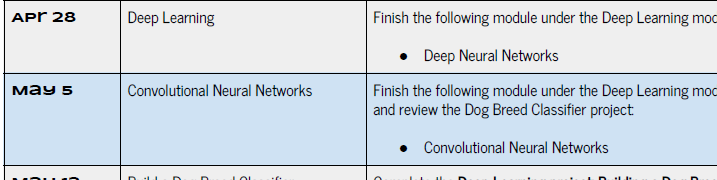 Apr 28
Deep Learning
Finish the following module under the Deep Learning
● Deep Neural Networks
May 5
Convolutional Neural Networks
Finish the following module under the Deep Learning
and review the Dog Breed Classifier project:
● Convolutional Neural Networks